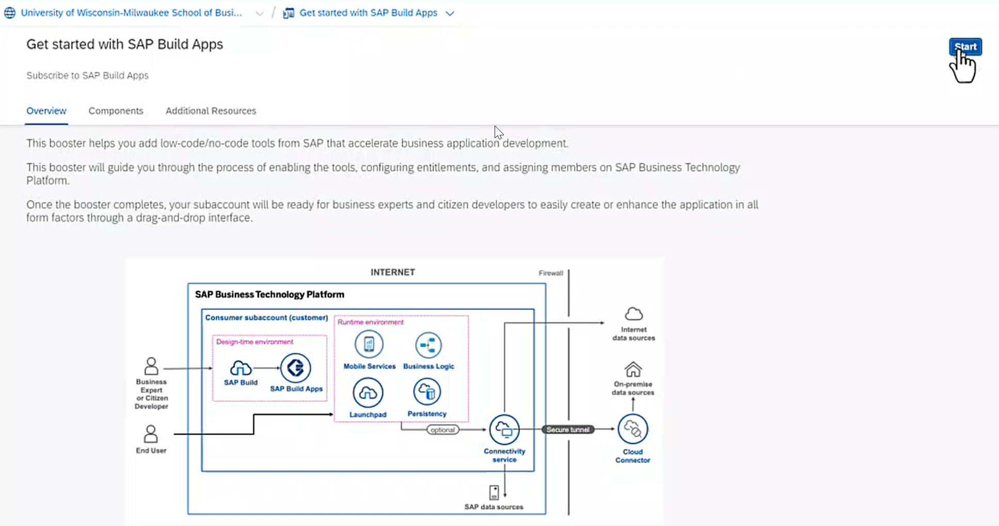 University of Wisconsin-Milwaukee School of Busi... / Get started with SAP Build Apps
Get started with SAP Build Apps
Start
Subscribe to SAP Build Apps
Overview Components Additional Resources
This booster helps you add low-code/no-code tools from SAP that accelerate business application development.
This booster will guide you through the process of enabling the tools, configuring entitlements, and assigning members on SAP Business Technology
Platform.
Once the booster completes, your subaccount will be ready for business experts and citizen developers to easily create or enhance the application in all
form factors through a drag-and-drop interface.
INTERNET
Firewall
SAP Business Technology Platform
Consumer subaccount (customer)
Runtime environment
Design-time environment
Mobile Services
Business Logic
SAP Build
SAP Build Apps
Launchpad
Persistency
Business
Expert
or Citizen
Developer
End User
optional
Connectivity
service
Secure tunnel
Internet
data sources
On-premise
data sources
Cloud
Connector
SAP data sources